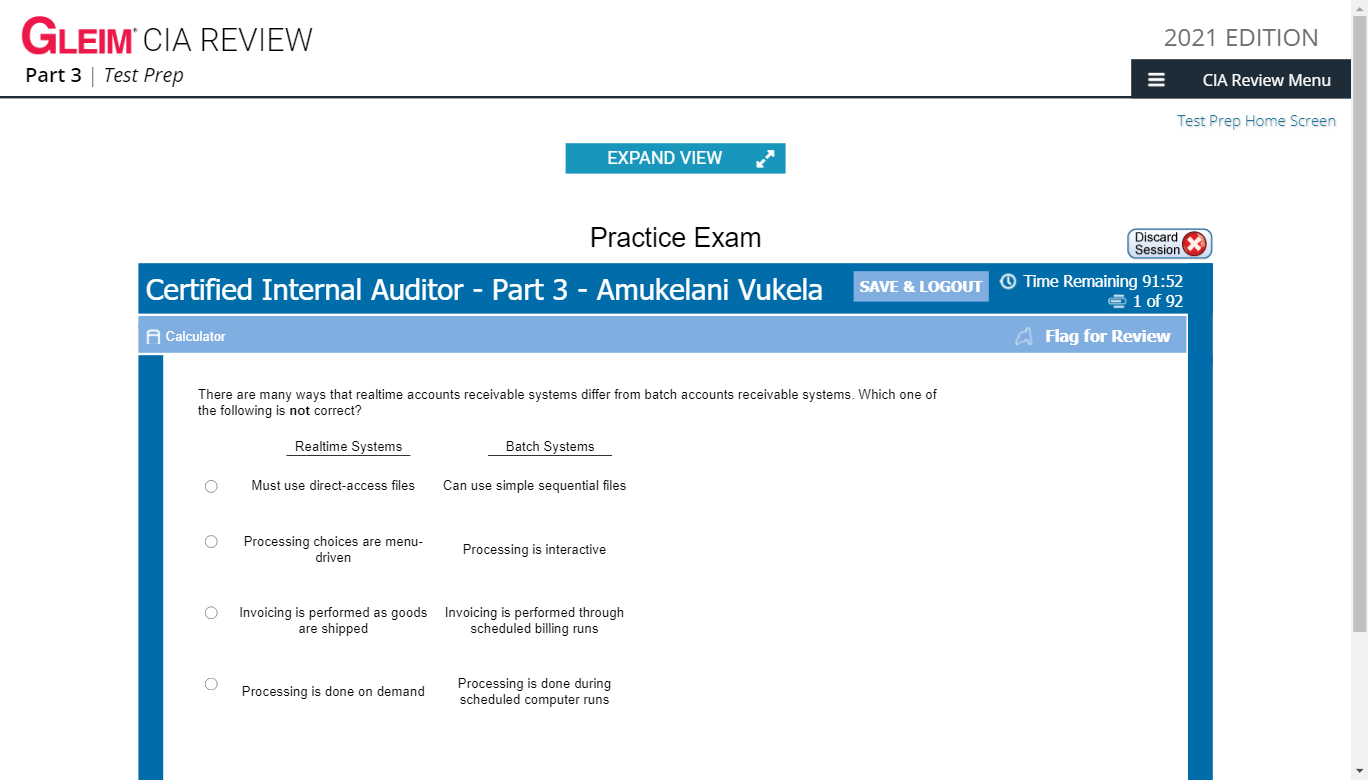 GLEIM® CIA REVIEW
2021 EDITION
Part 3 | Test Prep
CIA Review Menu
Test Prep Home Screen
EXPAND VIEW
Practice Exam
Discard
Session
Certified Internal Auditor - Part 3 - Amukelani Vukela
SAVE & LOGOUT
Time Remaining 91:52
1 of 92
Calculator
Flag for Review
There are many ways that realtime accounts receivable systems differ from batch accounts receivable systems. Which one of
the following is not correct?
Realtime Systems Batch Systems
Must use direct-access files Can use simple sequential files
Processing choices are menu-
driven
Processing is interactive
Invoicing is performed as goods
are shipped
Invoicing is performed through
scheduled billing runs
Processing is done on demand
Processing is done during
scheduled computer runs